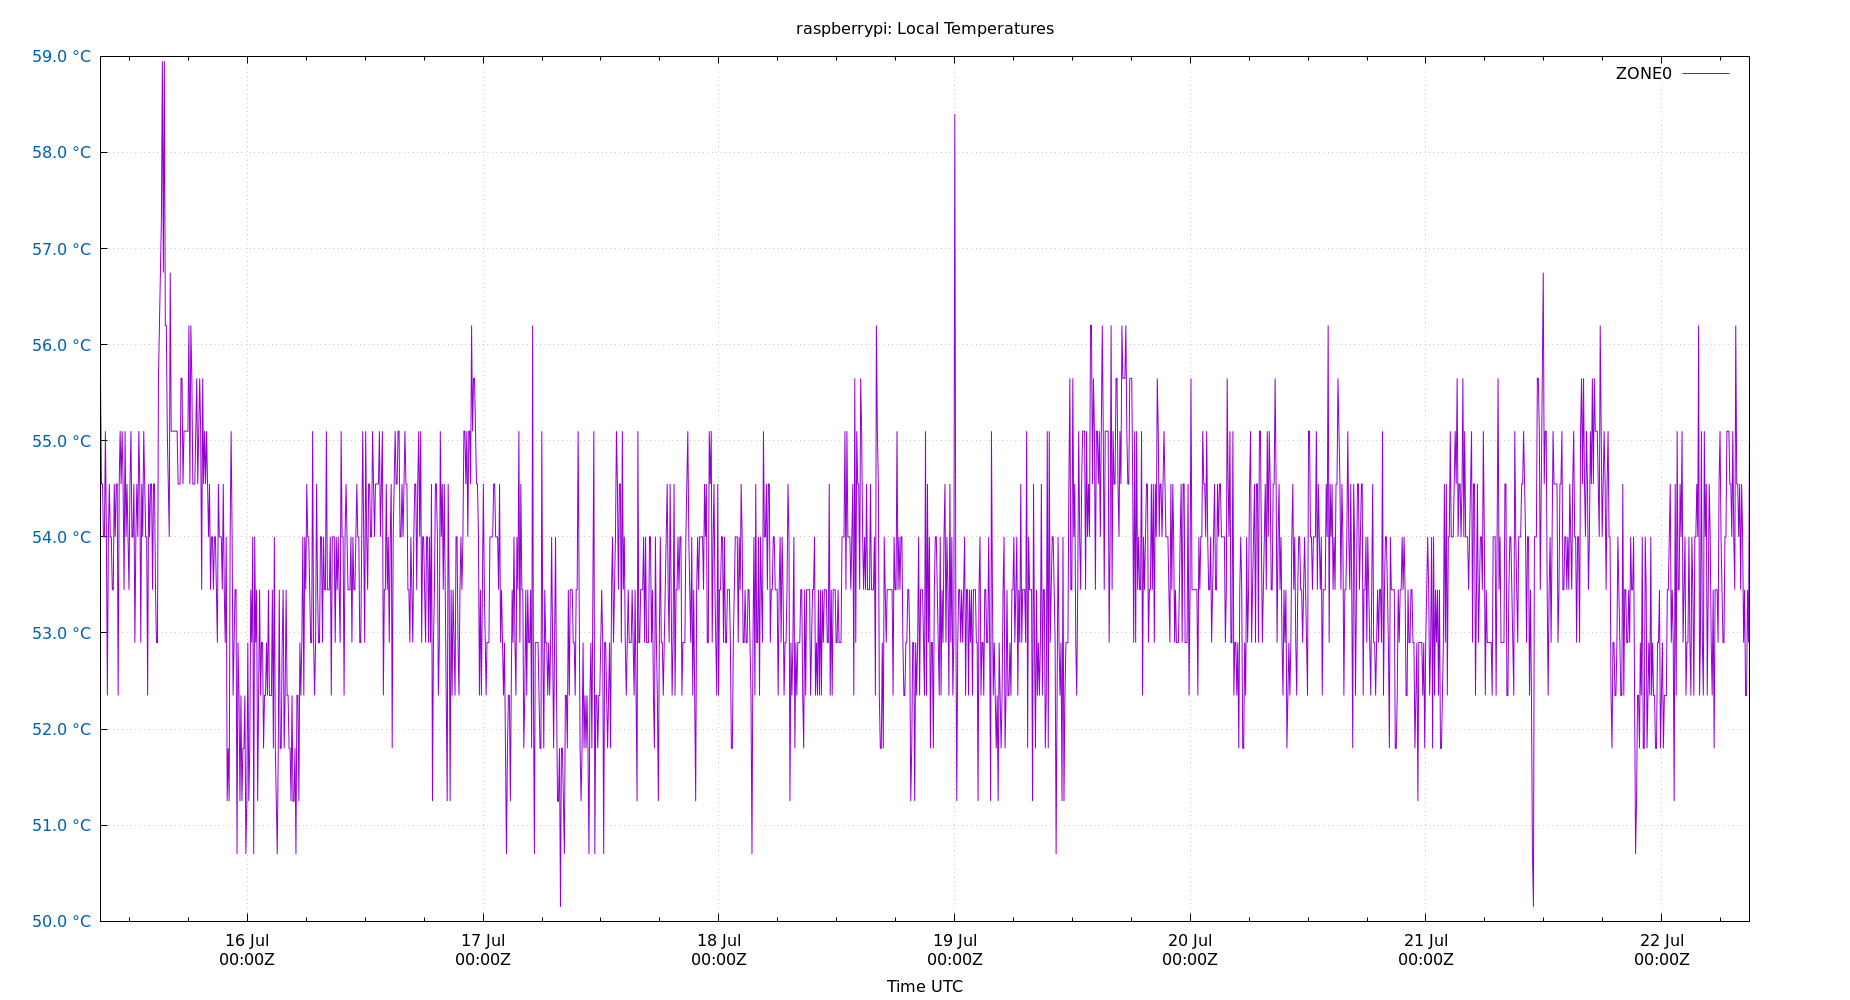 raspberrypi: Local Temperatures
59.0 °C
ZONE0
58.0 °C
57.0 °C
56.0 °C
55.0 °C
54.0 °C
53.0 °C
52.0 °C
51.0 °C
50.0 °C
16 Jul 17 Jul 18 Jul 19 Jul 20 Jul 21 Jul 22 Jul
00:00Z 00:00Z 00:00Z 00:00Z 00:00Z 00:00Z 00:00Z
Time UTC